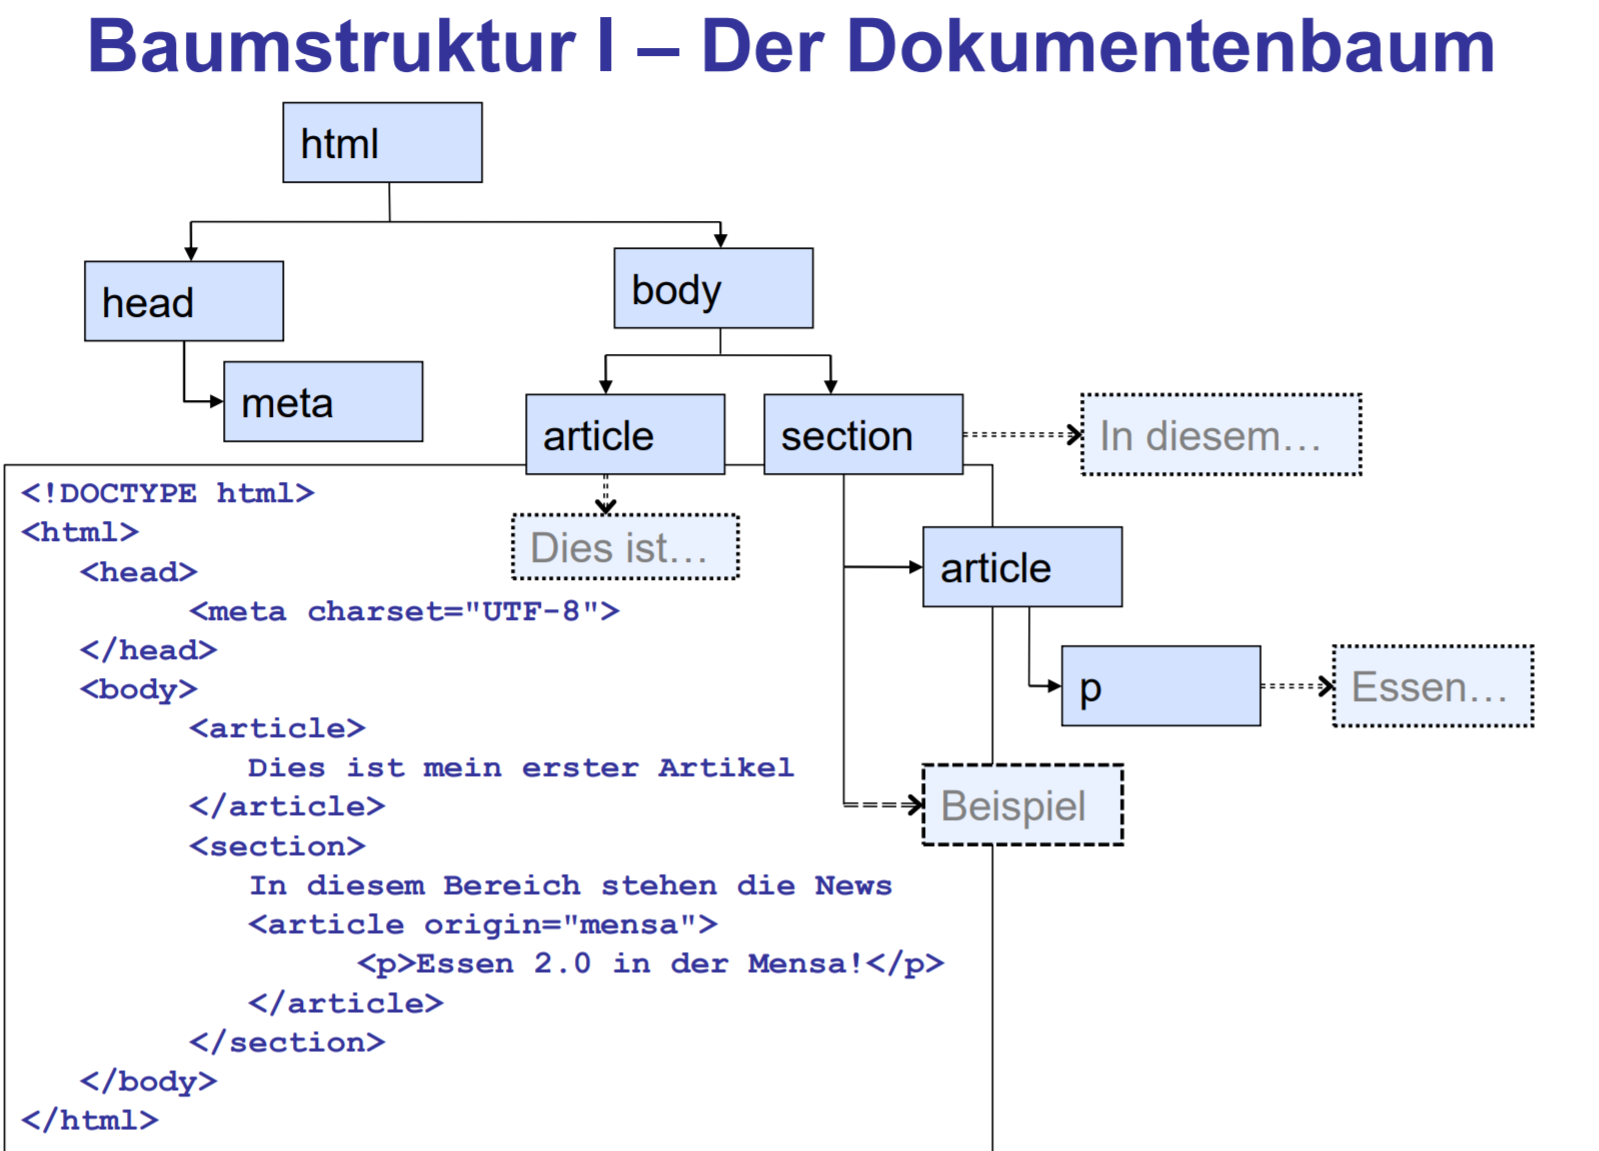 Baumstruktur I – Der Dokumentenbaum
html
head
body
meta
article
section
In diesem…
Dies ist…
article
p
Essen…
Beispiel
<!DOCTYPE html>
<html>
<head>
<meta charset="UTF-8">
</head>
<body>
<article>
Dies ist mein erster Artikel
</article>
<section>
In diesem Bereich stehen die News
<article origin="mensa">
<p>Essen 2.0 in der Mensa!</p>
</article>
</section>
</body>
</html>